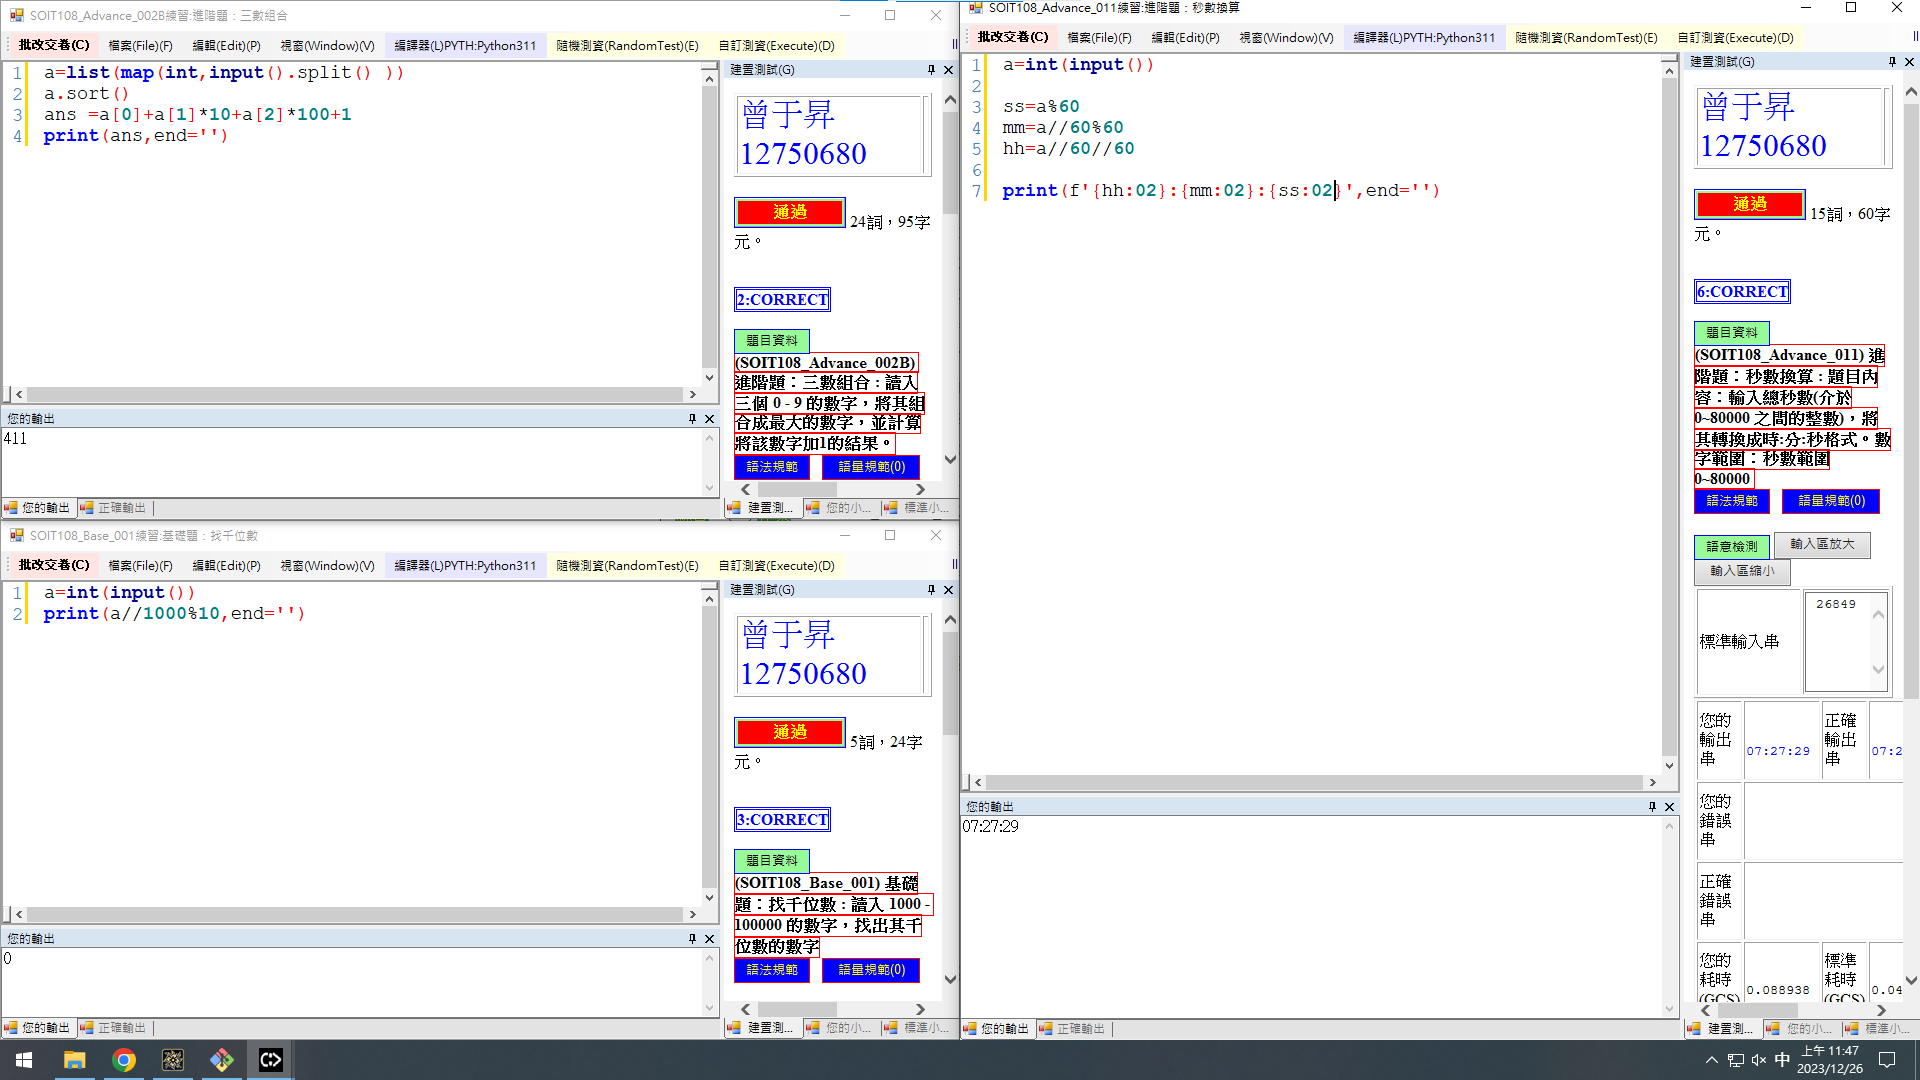 SOIT108_Advance_002B練習:進階題：三數組合
批改交卷(C) 檔案(File)(F) 編輯(Edit)(P) 視窗(Window)(V) 編譯器(L)PYTH:Python311 隨機測資(RandomTest)(E) 自訂測資(Execute)(D)
1 a=list(map(int,input().split() ))
2 a.sort()
3 ans =a[0]+a[1]*10+a[2]*100+1
4 print(ans,end='')
您的輸出
411
您的輸出 正確輸出
建置測試(G)
曾于昇
12750680
通過 24詞，95字
元。
2:CORRECT
題目資料
(SOIT108_Advance_002B)
進階題：三數組合 : 讀入
三個 0 - 9 的數字，將其組
合成最大的數字，並計算
將該數字加1的結果。
語法規範 語量規範(0)
建置測... 您的小... 標準小...
SOIT108_Base_001練習:基礎題：找千位數
批改交卷(C) 檔案(File)(F) 編輯(Edit)(P) 視窗(Window)(V) 編譯器(L)PYTH:Python311 隨機測資(RandomTest)(E) 自訂測資(Execute)(D)
1 a=int(input())
2 print(a//1000%10,end='')
您的輸出
0
您的輸出 正確輸出
建置測試(G)
曾于昇
12750680
通過 5詞，24字
元。
3:CORRECT
題目資料
(SOIT108_Base_001) 基礎
題：找千位數 : 讀入 1000 -
100000 的數字，找出其千
位數的數字
語法規範 語量規範(0)
建置測... 您的小... 標準小...
SOIT108_Advance_011練習:進階題：秒數換算
批改交卷(C) 檔案(File)(F) 編輯(Edit)(P) 視窗(Window)(V) 編譯器(L)PYTH:Python311 隨機測資(RandomTest)(E) 自訂測資(Execute)(D)
1 a=int(input())
2
3 ss=a%60
4 mm=a//60%60
5 hh=a//60//60
6
7 print(f'{hh:02}:{mm:02}:{ss:02}',end='')
您的輸出
07:27:29
您的輸出 正確輸出
建置測試(G)
曾于昇
12750680
通過 15詞，60字
元。
6:CORRECT
題目資料
(SOIT108_Advance_011) 進
階題：秒數換算 : 題目內
容：輸入總秒數(介於
0~80000 之間的整數)，將
其轉換成時:分:秒格式。數
字範圍：秒數範圍
0~80000
語法規範 語量規範(0)
語意檢測 輸入區放大
輸入區縮小
標準輸入串 26849
您的輸出串 07:27:29 正確輸出串 07:2
您的錯誤串
正確錯誤串
您的耗時(GCS) 0.088938 標準耗時(GCS) 0.04
建置測... 您的小... 標準小...
中 上午 11:47
2023/12/26